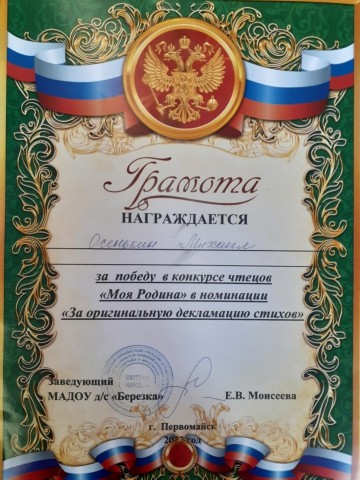 Грамота
НАГРАЖДАЕТСЯ
Михаил
за победу в конкурсе чтецов
«Моя Родина» в номинации
«За оригинальную декламацию стихов»
Заведующий
МАДОУ д/с «Березка» Е.В. Моисеева
г. Первомайск
год